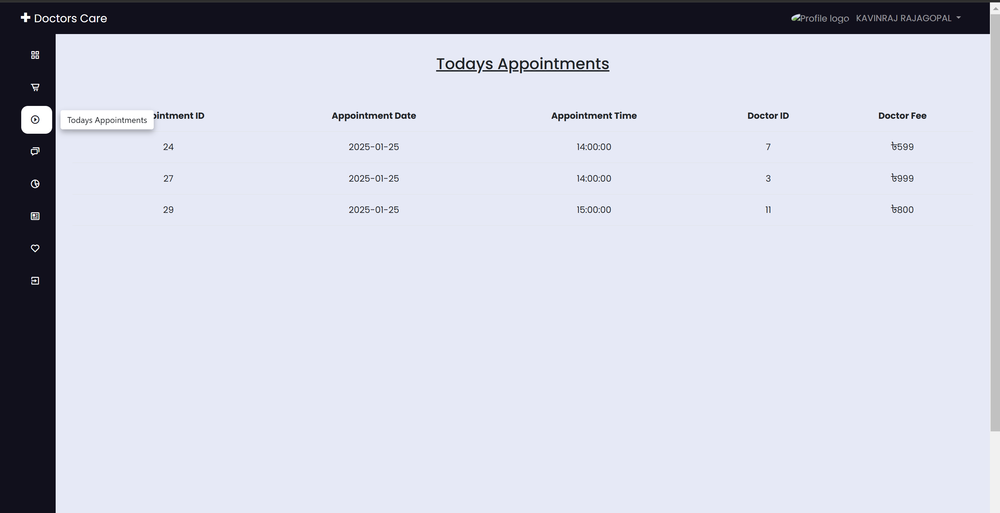 ✚ Doctors Care
Profile logo KAVINRAJ RAJAGOPAL
Todays Appointments
Todays Appointments
ointment ID Appointment Date Appointment Time Doctor ID Doctor Fee
24 2025-01-25 14:00:00 7 ৳599
27 2025-01-25 14:00:00 3 ৳999
29 2025-01-25 15:00:00 11 ৳800